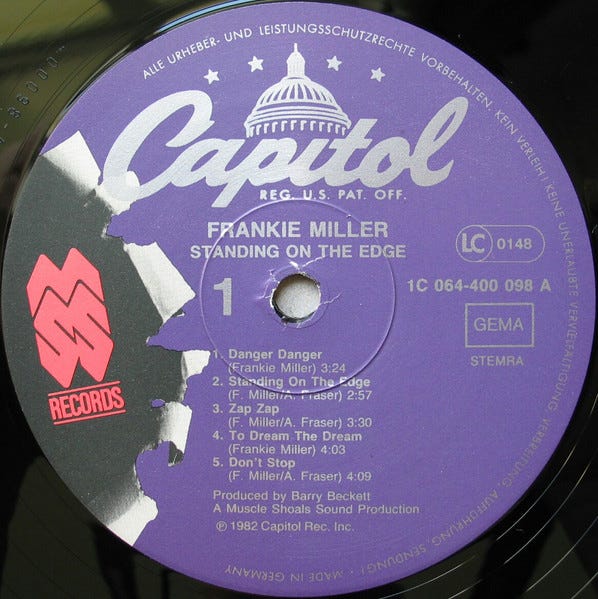 ALLE URHEBER- UND LEISTUNGSSCHUTZRECHTE VORBEHALTEN. KEIN VERLEIH! KEINE UNERLAUBTE VERVIELFÄLTIGUNG, VERBREITUNG, AUFFÜHRUNG, SENDUNG! · MADE IN GERMANY
Capitol
REG. U.S. PAT. OFF.
FRANKIE MILLER
STANDING ON THE EDGE
LC 0148
1
1C 064-400 098 A
GEMA
STEMRA
MSS
RECORDS
1. Danger Danger
(Frankie Miller) 3:24
2. Standing On The Edge
(F. Miller/A. Fraser) 2:57
3. Zap Zap
(F. Miller/A. Fraser) 3:30
4. To Dream The Dream
(Frankie Miller) 4:03
5. Don't Stop
(F. Miller/A. Fraser) 4:09
Produced by Barry Beckett
A Muscle Shoals Sound Production
℗ 1982 Capitol Rec. Inc.